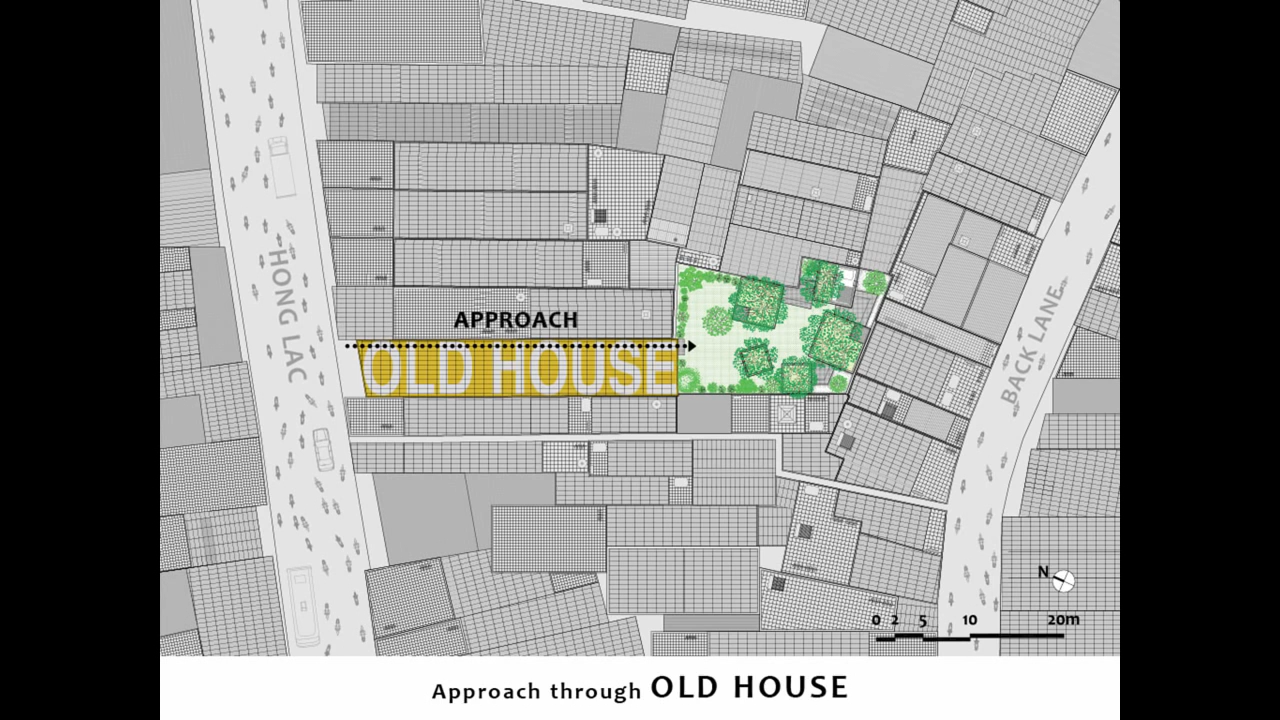 HONG LAC
APPROACH
OLD HOUSE
BACK LANE
N
0 2 5 10 20m
Approach through OLD HOUSE